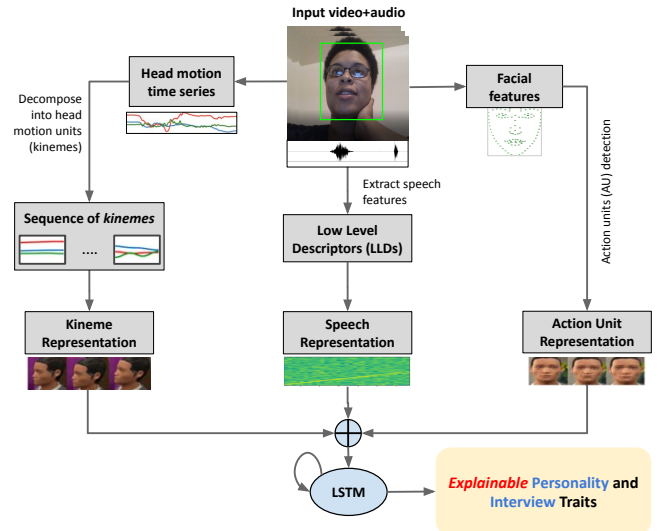 Input video+audio
Head motion
time series
Facial
features
Decompose
into head
motion units
(kinemes)
Extract speech
features
Action units (AU) detection
Sequence of kinemes
....
Low Level
Descriptors (LLDs)
Kineme
Representation
Speech
Representation
Action Unit
Representation
LSTM
Explainable Personality and
Interview Traits